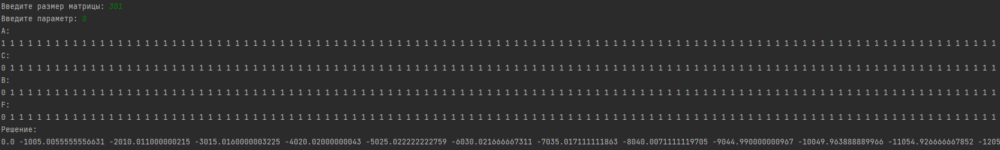 Введите размер матрицы: 301
Введите параметр: 0
A:
1 1 1 1 1 1 1 1 1 1 1 1 1 1 1 1 1 1 1 1 1 1 1 1 1 1 1 1 1 1 1 1 1 1 1 1 1 1 1 1 1 1 1 1 1 1 1 1 1 1 1 1 1 1 1 1 1 1 1 1 1 1 1 1 1 1 1 1 1 1 1 1 1 1 1 1 1 1 1 1 1 1 1 1 1 1 1 1 1 1 1 1 1 1 1 1 1 1 1 1 1 1 1 1 1 1 1 1 1 1 1
C:
0 1 1 1 1 1 1 1 1 1 1 1 1 1 1 1 1 1 1 1 1 1 1 1 1 1 1 1 1 1 1 1 1 1 1 1 1 1 1 1 1 1 1 1 1 1 1 1 1 1 1 1 1 1 1 1 1 1 1 1 1 1 1 1 1 1 1 1 1 1 1 1 1 1 1 1 1 1 1 1 1 1 1 1 1 1 1 1 1 1 1 1 1 1 1 1 1 1 1 1 1 1 1 1 1 1 1 1 1 1 1
B:
0 1 1 1 1 1 1 1 1 1 1 1 1 1 1 1 1 1 1 1 1 1 1 1 1 1 1 1 1 1 1 1 1 1 1 1 1 1 1 1 1 1 1 1 1 1 1 1 1 1 1 1 1 1 1 1 1 1 1 1 1 1 1 1 1 1 1 1 1 1 1 1 1 1 1 1 1 1 1 1 1 1 1 1 1 1 1 1 1 1 1 1 1 1 1 1 1 1 1 1 1 1 1 1 1 1 1 1 1 1 1
F:
0 1 1 1 1 1 1 1 1 1 1 1 1 1 1 1 1 1 1 1 1 1 1 1 1 1 1 1 1 1 1 1 1 1 1 1 1 1 1 1 1 1 1 1 1 1 1 1 1 1 1 1 1 1 1 1 1 1 1 1 1 1 1 1 1 1 1 1 1 1 1 1 1 1 1 1 1 1 1 1 1 1 1 1 1 1 1 1 1 1 1 1 1 1 1 1 1 1 1 1 1 1 1 1 1 1 1 1 1 1 1
Решение:
0.0 -1005.0055555556631 -2010.011000000215 -3015.0160000003225 -4020.02000000043 -5025.022222222759 -6030.021666667311 -7035.017111111863 -8040.0071111119705 -9044.990000000967 -10049.963888889966 -11054.926666667852 -1205